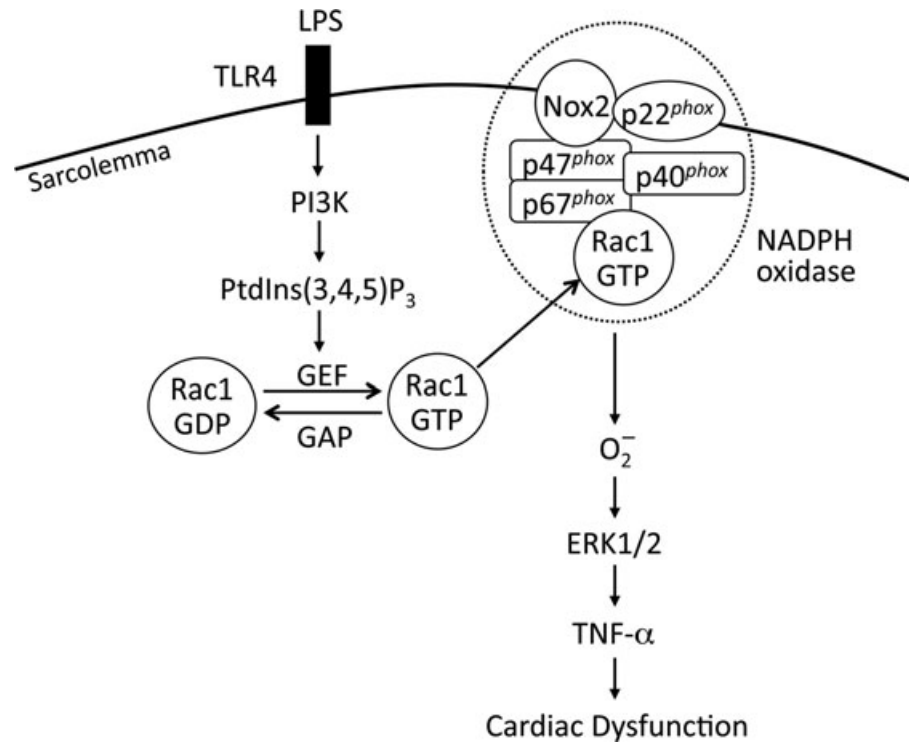 LPS
TLR4
Sarcolemma
Nox2
p22phox
p47phox
p40phox
p67phox
Rac1
GTP
NADPH
oxidase
PI3K
PtdIns(3,4,5)P₃
Rac1
GDP
GEF
GAP
Rac1
GTP
O₂⁻
ERK1/2
TNF-α
Cardiac Dysfunction